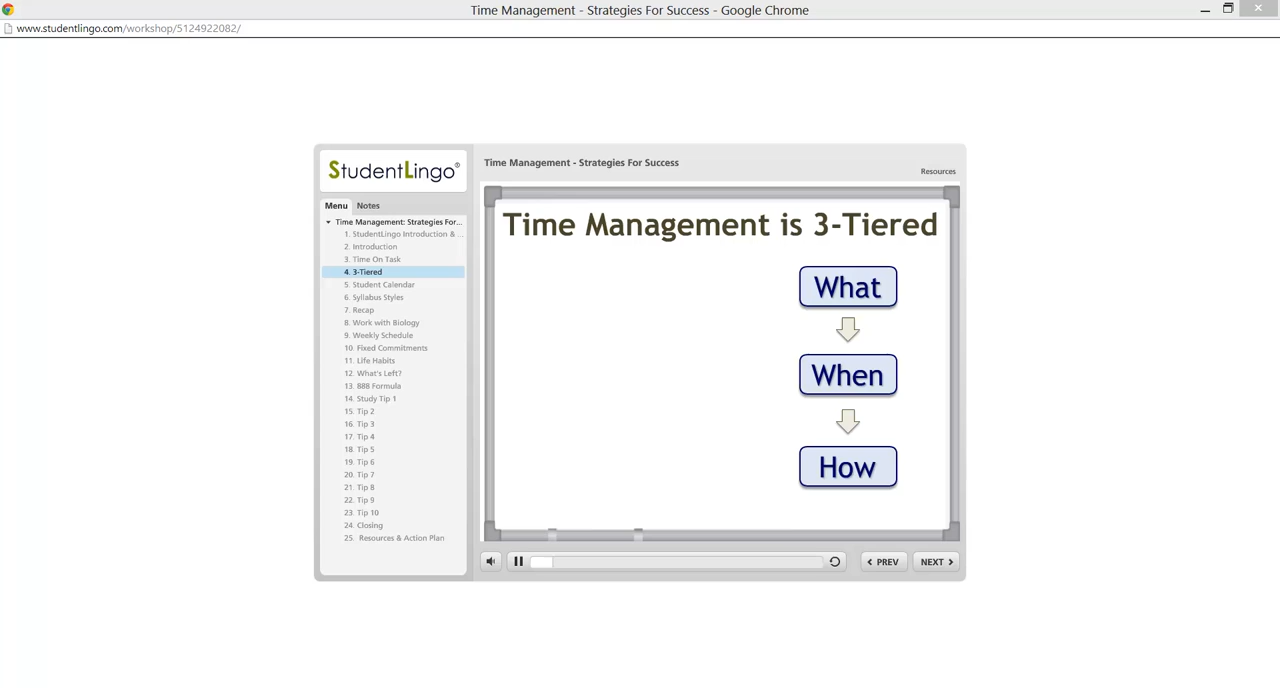 Time Management - Strategies For Success - Google Chrome
www.studentlingo.com/workshop/5124922082/
StudentLingo®
Time Management - Strategies For Success
Resources
Menu Notes
Time Management: Strategies For...
1. StudentLingo Introduction & ...
2. Introduction
3. Time On Task
4. 3-Tiered
5. Student Calendar
6. Syllabus Styles
7. Recap
8. Work with Biology
9. Weekly Schedule
10. Fixed Commitments
11. Life Habits
12. What's Left?
13. 888 Formula
14. Study Tip 1
15. Tip 2
16. Tip 3
17. Tip 4
18. Tip 5
19. Tip 6
20. Tip 7
21. Tip 8
22. Tip 9
23. Tip 10
24. Closing
25. Resources & Action Plan
Time Management is 3-Tiered
What
When
How
PREV
NEXT